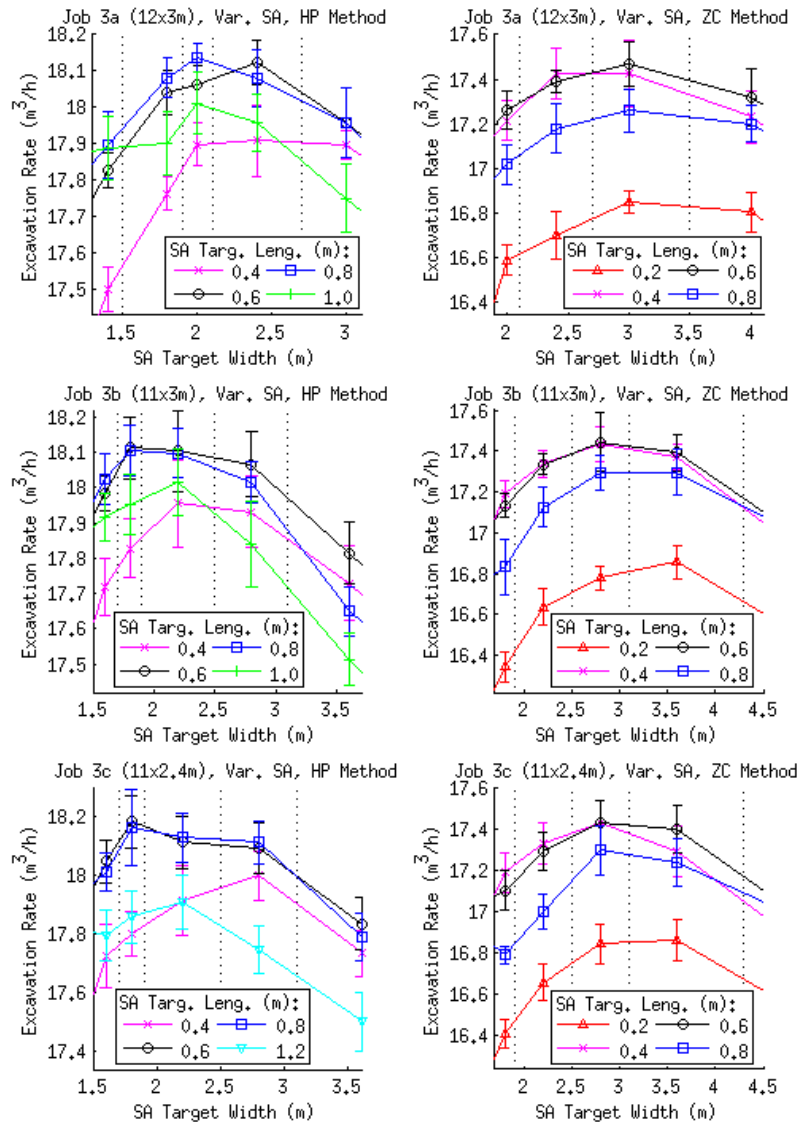 Job 3a (12x3m), Var. SA, HP Method
Excavation Rate (m³/h)
18.2
18.1
18
17.9
17.8
17.7
17.6
17.5
SA Targ. Leng. (m):
0.4 0.8
0.6 1.0
1.5 2 2.5 3
SA Target Width (m)
Job 3a (12x3m), Var. SA, ZC Method
Excavation Rate (m³/h)
17.6
17.4
17.2
17
16.8
16.6
16.4
SA Targ. Leng. (m):
0.2 0.6
0.4 0.8
2 2.5 3 3.5 4
SA Target Width (m)
Job 3b (11x3m), Var. SA, HP Method
Excavation Rate (m³/h)
18.2
18.1
18
17.9
17.8
17.7
17.6
17.5
SA Targ. Leng. (m):
0.4 0.8
0.6 1.0
1.5 2 2.5 3 3.5
SA Target Width (m)
Job 3b (11x3m), Var. SA, ZC Method
Excavation Rate (m³/h)
17.6
17.4
17.2
17
16.8
16.6
16.4
SA Targ. Leng. (m):
0.2 0.6
0.4 0.8
2 2.5 3 3.5 4 4.5
SA Target Width (m)
Job 3c (11x2.4m), Var. SA, HP Method
Excavation Rate (m³/h)
18.2
18
17.8
17.6
17.4
SA Targ. Leng. (m):
0.4 0.8
0.6 1.2
1.5 2 2.5 3 3.5
SA Target Width (m)
Job 3c (11x2.4m), Var. SA, ZC Method
Excavation Rate (m³/h)
17.6
17.4
17.2
17
16.8
16.6
16.4
SA Targ. Leng. (m):
0.2 0.6
0.4 0.8
2 2.5 3 3.5 4 4.5
SA Target Width (m)